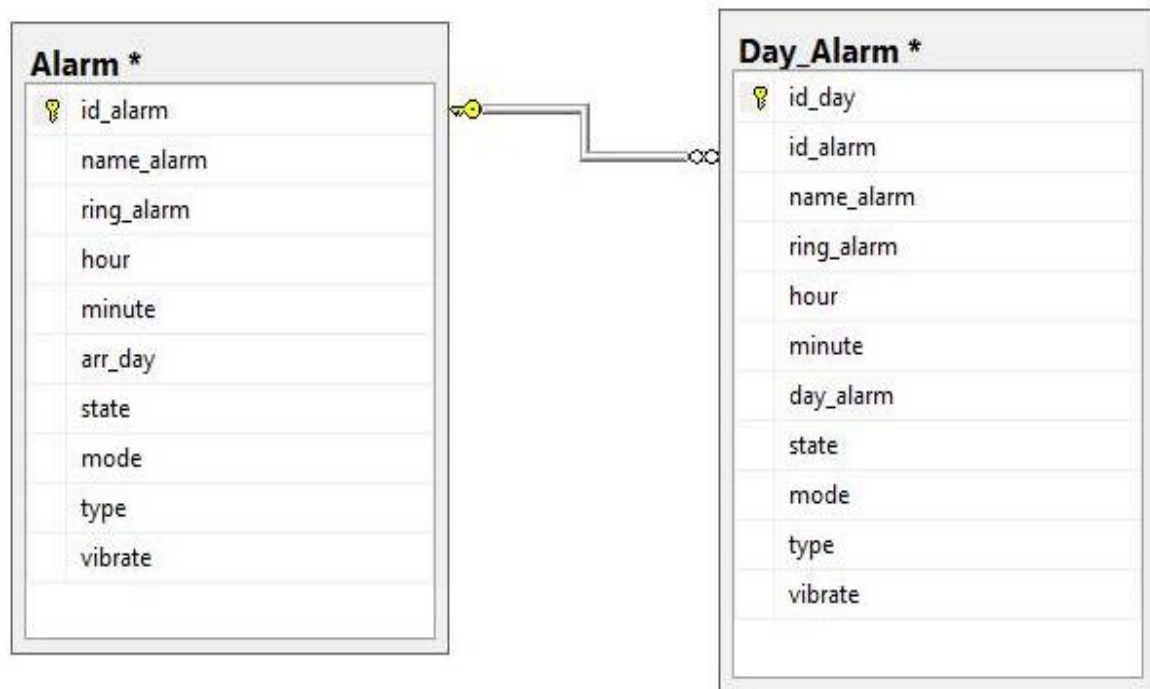 Alarm *
id_alarm
name_alarm
ring_alarm
hour
minute
arr_day
state
mode
type
vibrate
Day_Alarm *
id_day
id_alarm
name_alarm
ring_alarm
hour
minute
day_alarm
state
mode
type
vibrate